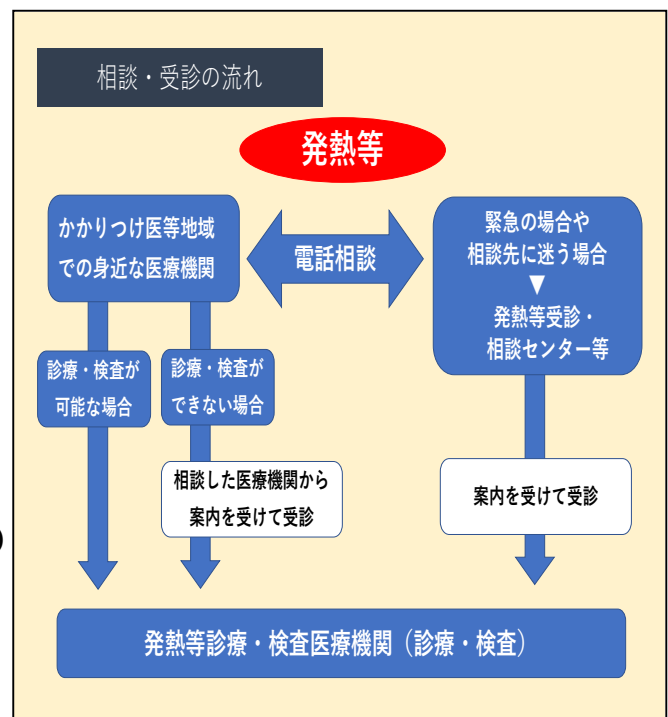 相談・受診の流れ
発熱等
かかりつけ医等地域
での身近な医療機関
電話相談
緊急の場合や
相談先に迷う場合
▼
発熱等受診・
相談センター等
診療・検査が
可能な場合
診療・検査が
できない場合
相談した医療機関から
案内を受けて受診
案内を受けて受診
)
発熱等診療・検査医療機関（診療・検査）